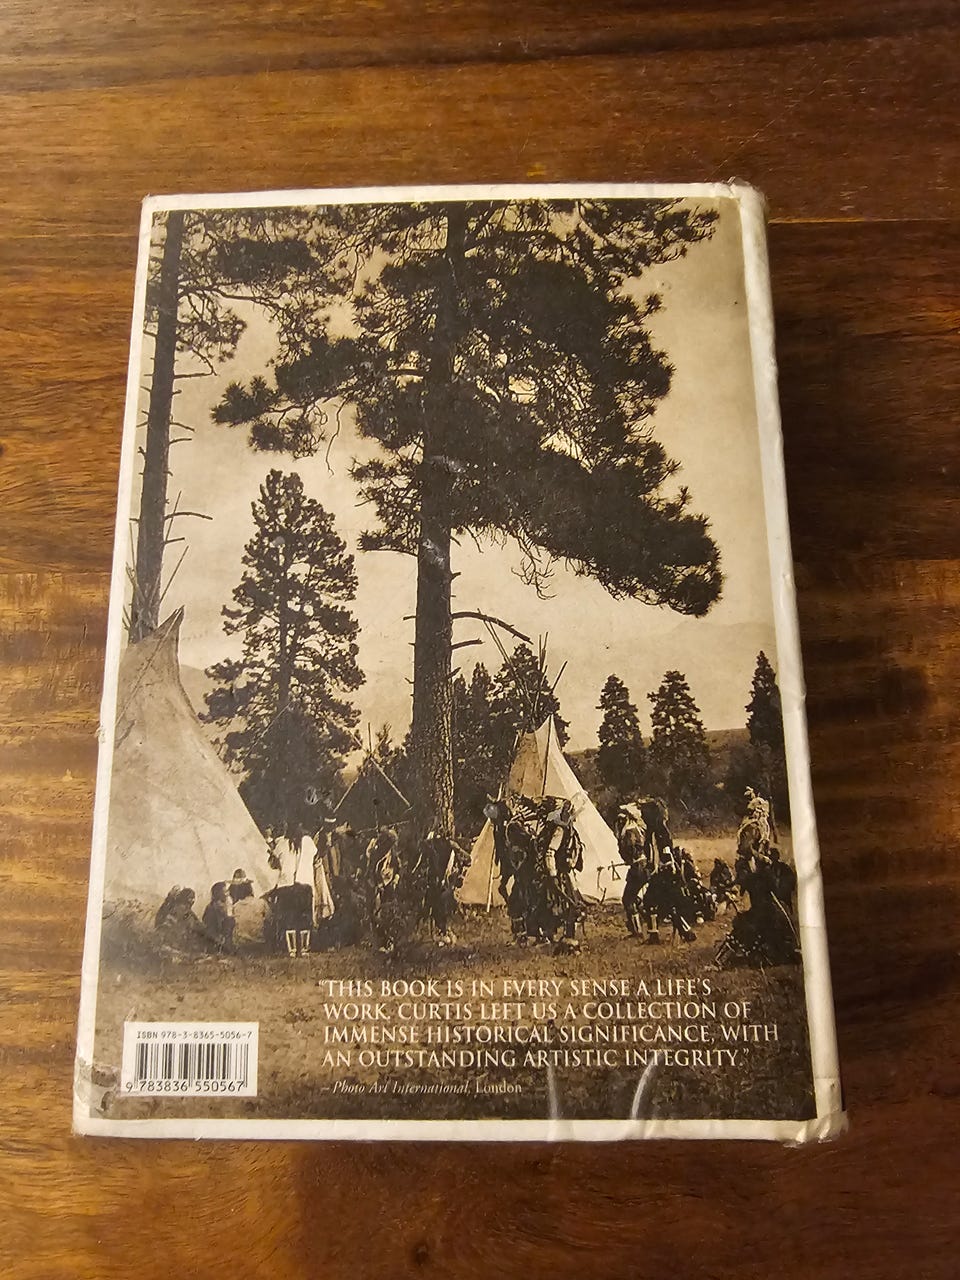 "THIS BOOK IS IN EVERY SENSE A LIFE'S
WORK. CURTIS LEFT US A COLLECTION OF
IMMENSE HISTORICAL SIGNIFICANCE, WITH
AN OUTSTANDING ARTISTIC INTEGRITY."
– Photo Art International, London
ISBN 978-3-8365-5056-7
9 783836 550567